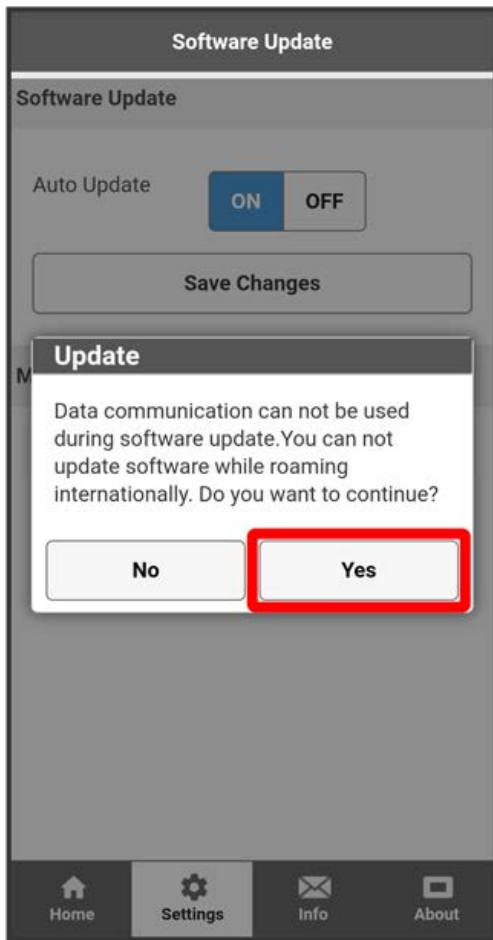 Software Update
Software Update
Auto Update
ON
OFF
Save Changes
M
Update
Data communication can not be used
during software update.You can not
update software while roaming
internationally. Do you want to continue?
No
Yes
Home
Settings
Info
About